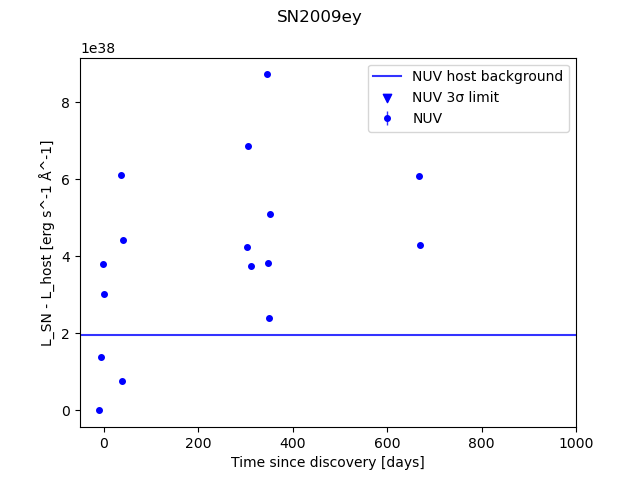 SN2009ey
1e38
NUV host background
NUV 3σ limit
NUV
8
6
4
2
0
L_SN - L_host [erg s^-1 Å^-1]
0 200 400 600 800 1000
Time since discovery [days]